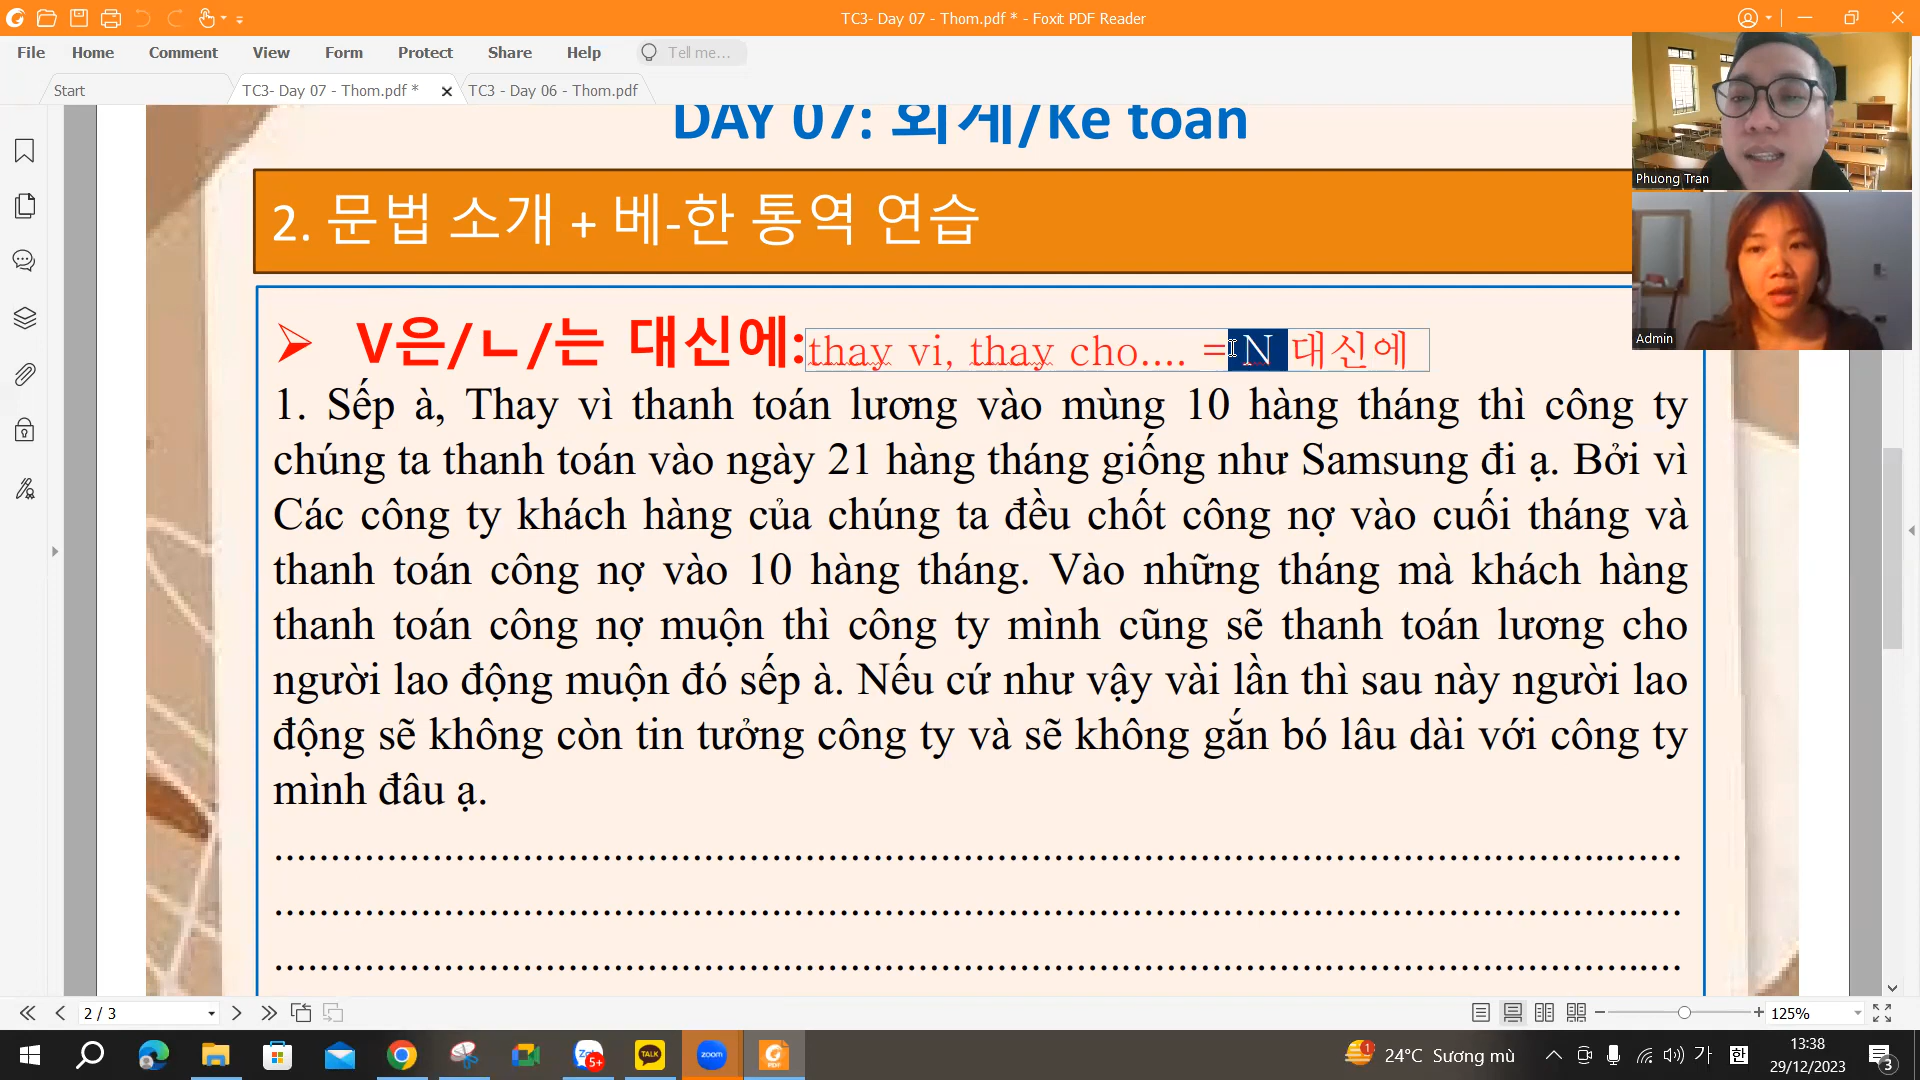 TC3- Day 07 - Thom.pdf * - Foxit PDF Reader
File Home Comment View Form Protect Share Help Tell me...
Start TC3- Day 07 - Thom.pdf * TC3 - Day 06 - Thom.pdf
DAY 07: 회계/Kế toán
2. 문법 소개 + 베-한 통역 연습
Phuong Tran
Admin
➢ V은/ㄴ/는 대신에: thay vi, thay cho.... = N 대신에
1. Sếp à, Thay vì thanh toán lương vào mùng 10 hàng tháng thì công ty
chúng ta thanh toán vào ngày 21 hàng tháng giống như Samsung đi ạ. Bởi vì
Các công ty khách hàng của chúng ta đều chốt công nợ vào cuối tháng và
thanh toán công nợ vào 10 hàng tháng. Vào những tháng mà khách hàng
thanh toán công nợ muộn thì công ty mình cũng sẽ thanh toán lương cho
người lao động muộn đó sếp à. Nếu cứ như vậy vài lần thì sau này người lao
động sẽ không còn tin tưởng công ty và sẽ không gắn bó lâu dài với công ty
mình đâu ạ.
2 / 3
125%
5+ TALK zoom PDF
1 24°C Sương mù 가 한 13:38
29/12/2023 3